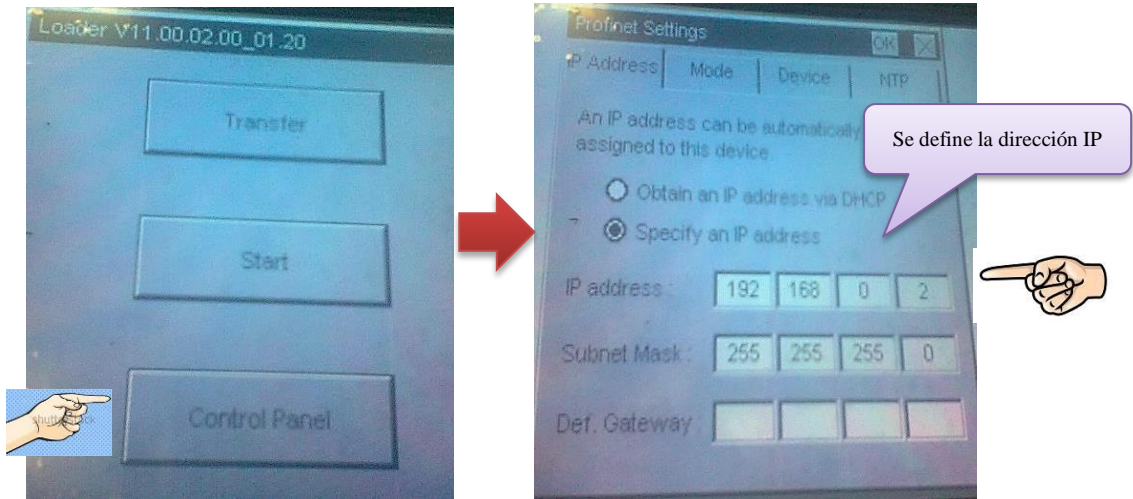 Loader V11.00.02.00_01.20
Transfer
Start
Control Panel
shutterstock
Profinet Settings
OK
IP Address
Mode
Device
NTP
An IP address can be automatically
assigned to this device.
Obtain an IP address via DHCP
Specify an IP address
IP address :
192
168
0
2
Subnet Mask :
255
255
255
0
Def. Gateway :
Se define la dirección IP